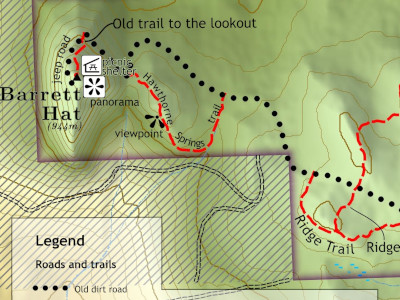 Old trail to the lookout
jeep road
picnic
shelter
Barrett
Hat
(944m)
panorama
Hawthorne
Springs
trail
viewpoint
Ridge Trail
Ridge
Legend
Roads and trails
Old dirt road